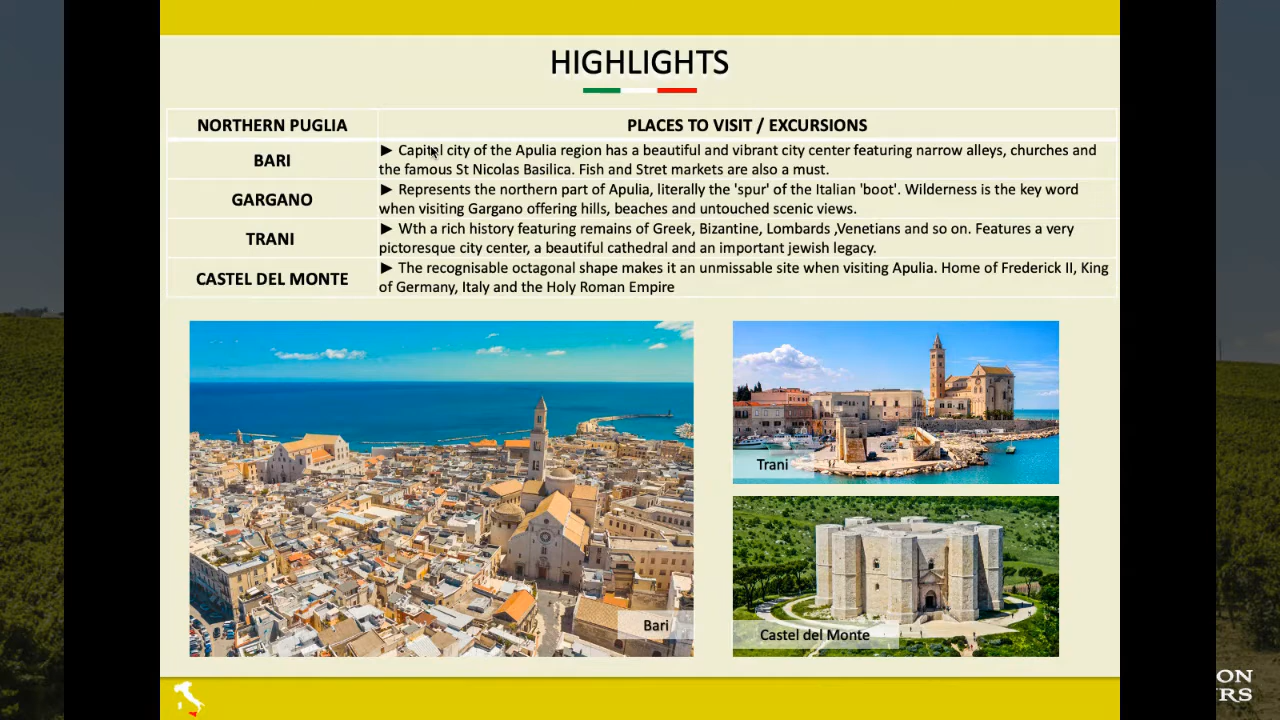 HIGHLIGHTS
NORTHERN PUGLIA
PLACES TO VISIT / EXCURSIONS
BARI
► Capitel city of the Apulia region has a beautiful and vibrant city center featuring narrow alleys, churches and
the famous St Nicolas Basilica. Fish and Stret markets are also a must.
GARGANO
► Represents the northern part of Apulia, literally the 'spur' of the Italian 'boot'. Wilderness is the key word
when visiting Gargano offering hills, beaches and untouched scenic views.
TRANI
► Wth a rich history featuring remains of Greek, Bizantine, Lombards ,Venetians and so on. Features a very
pictoresque city center, a beautiful cathedral and an important jewish legacy.
CASTEL DEL MONTE
► The recognisable octagonal shape makes it an unmissable site when visiting Apulia. Home of Frederick II, King
of Germany, Italy and the Holy Roman Empire
Trani
Bari
Castel del Monte
ON
RS